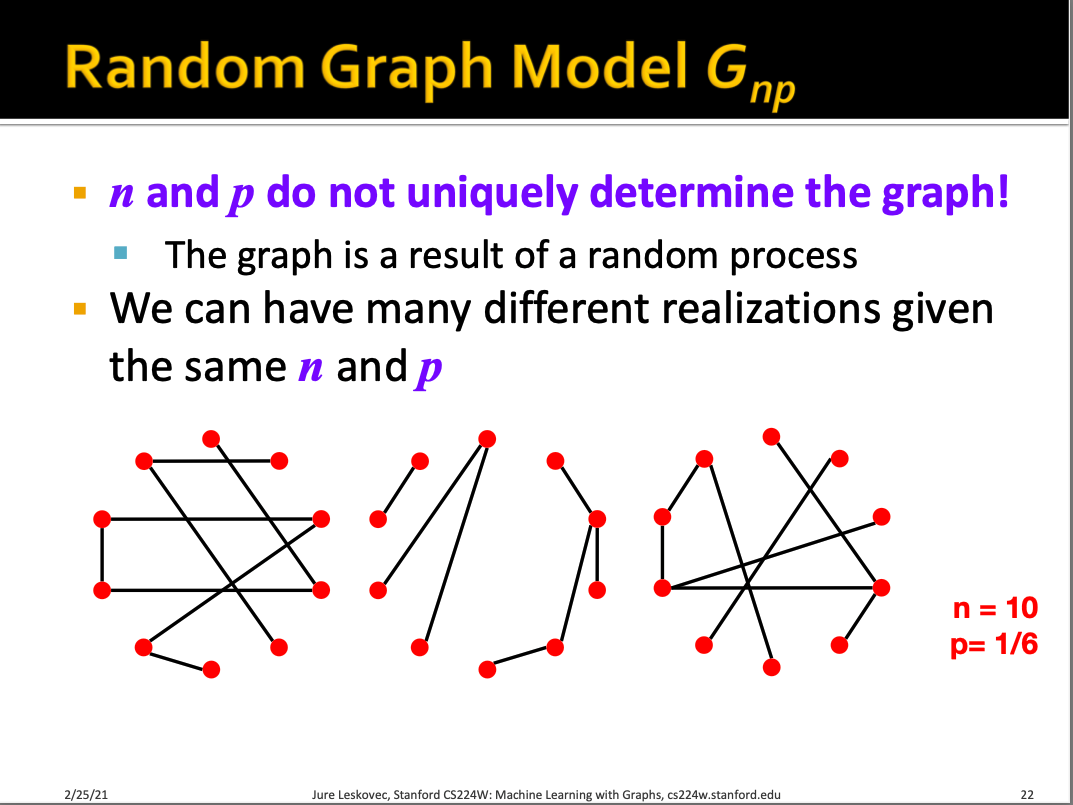 Random Graph Model Gnp
n and p do not uniquely determine the graph!
The graph is a result of a random process
We can have many different realizations given
the same n and p
n = 10
p= 1/6
2/25/21
Jure Leskovec, Stanford CS224W: Machine Learning with Graphs, cs224w.stanford.edu
22